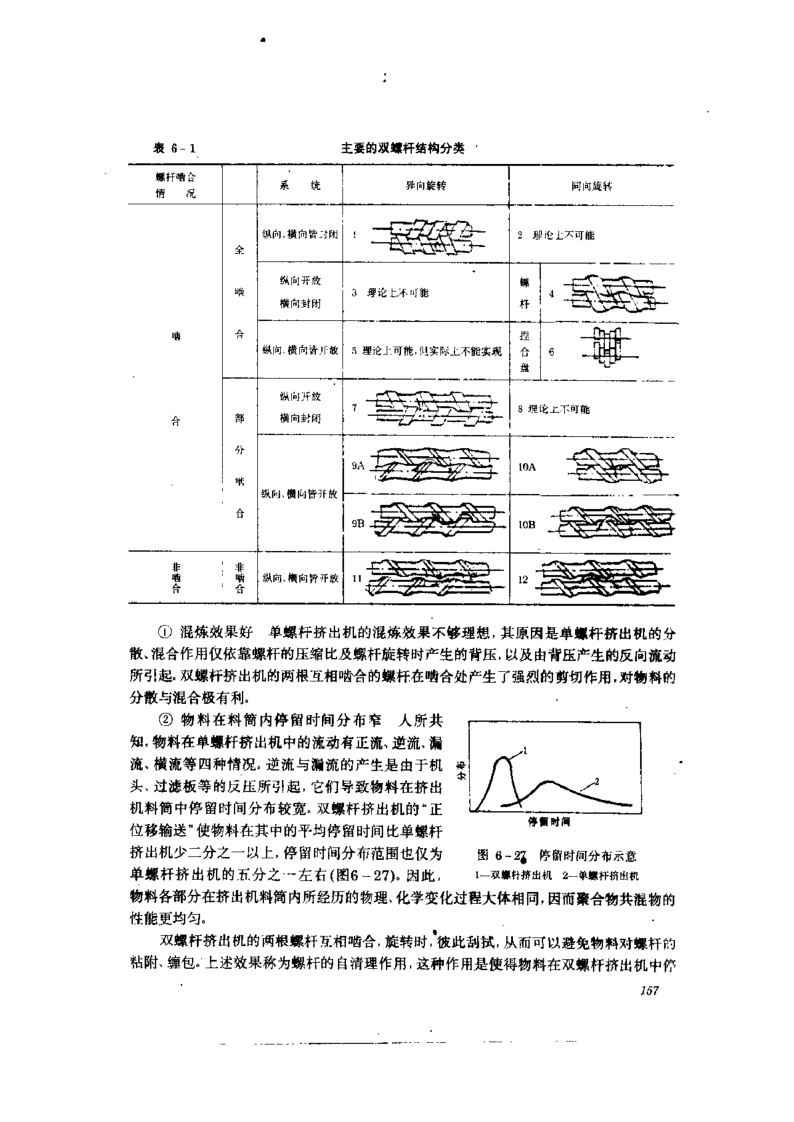 表 6-1 主要的双螺杆结构分类
螺杆啮合
情 况
系 统
异向旋转
同向旋转
啮合
全啮合
纵向、横向皆封闭
1
2 理论上不可能
纵向开放
横向封闭
3 理论上不可能
螺杆
4
纵向、横向皆开放
5 理论上可能,但实际上不能实现
捏合盘
6
部分啮合
纵向开放
横向封闭
7
8 理论上不可能
纵向、横向皆开放
9A
10A
9B
10B
非啮合
非啮合
纵向、横向皆开放
11
12
① 混炼效果好 单螺杆挤出机的混炼效果不够理想,其原因是单螺杆挤出机的分
散、混合作用仅依靠螺杆的压缩比及螺杆旋转时产生的背压,以及由背压产生的反向流动
所引起。双螺杆挤出机的两根互相啮合的螺杆在啮合处产生了强烈的剪切作用,对物料的
分散与混合极有利。
② 物料在料筒内停留时间分布窄 人所共
知,物料在单螺杆挤出机中的流动有正流、逆流、漏
流、横流等四种情况。逆流与漏流的产生是由于机
头、过滤板等的反压所引起,它们导致物料在挤出
机料筒中停留时间分布较宽。双螺杆挤出机的“正
位移输送”使物料在其中的平均停留时间比单螺杆
挤出机少二分之一以上,停留时间分布范围也仅为
单螺杆挤出机的五分之一左右(图6-27)。因此,
分布
1
2
停留时间
图 6-27 停留时间分布示意
1—双螺杆挤出机 2—单螺杆挤出机
物料各部分在挤出机料筒内所经历的物理、化学变化过程大体相同,因而聚合物共混物的
性能更均匀。
双螺杆挤出机的两根螺杆互相啮合,旋转时,彼此刮拭,从而可以避免物料对螺杆的
粘附、缠包。上述效果称为螺杆的自清理作用,这种作用是使得物料在双螺杆挤出机中停
157